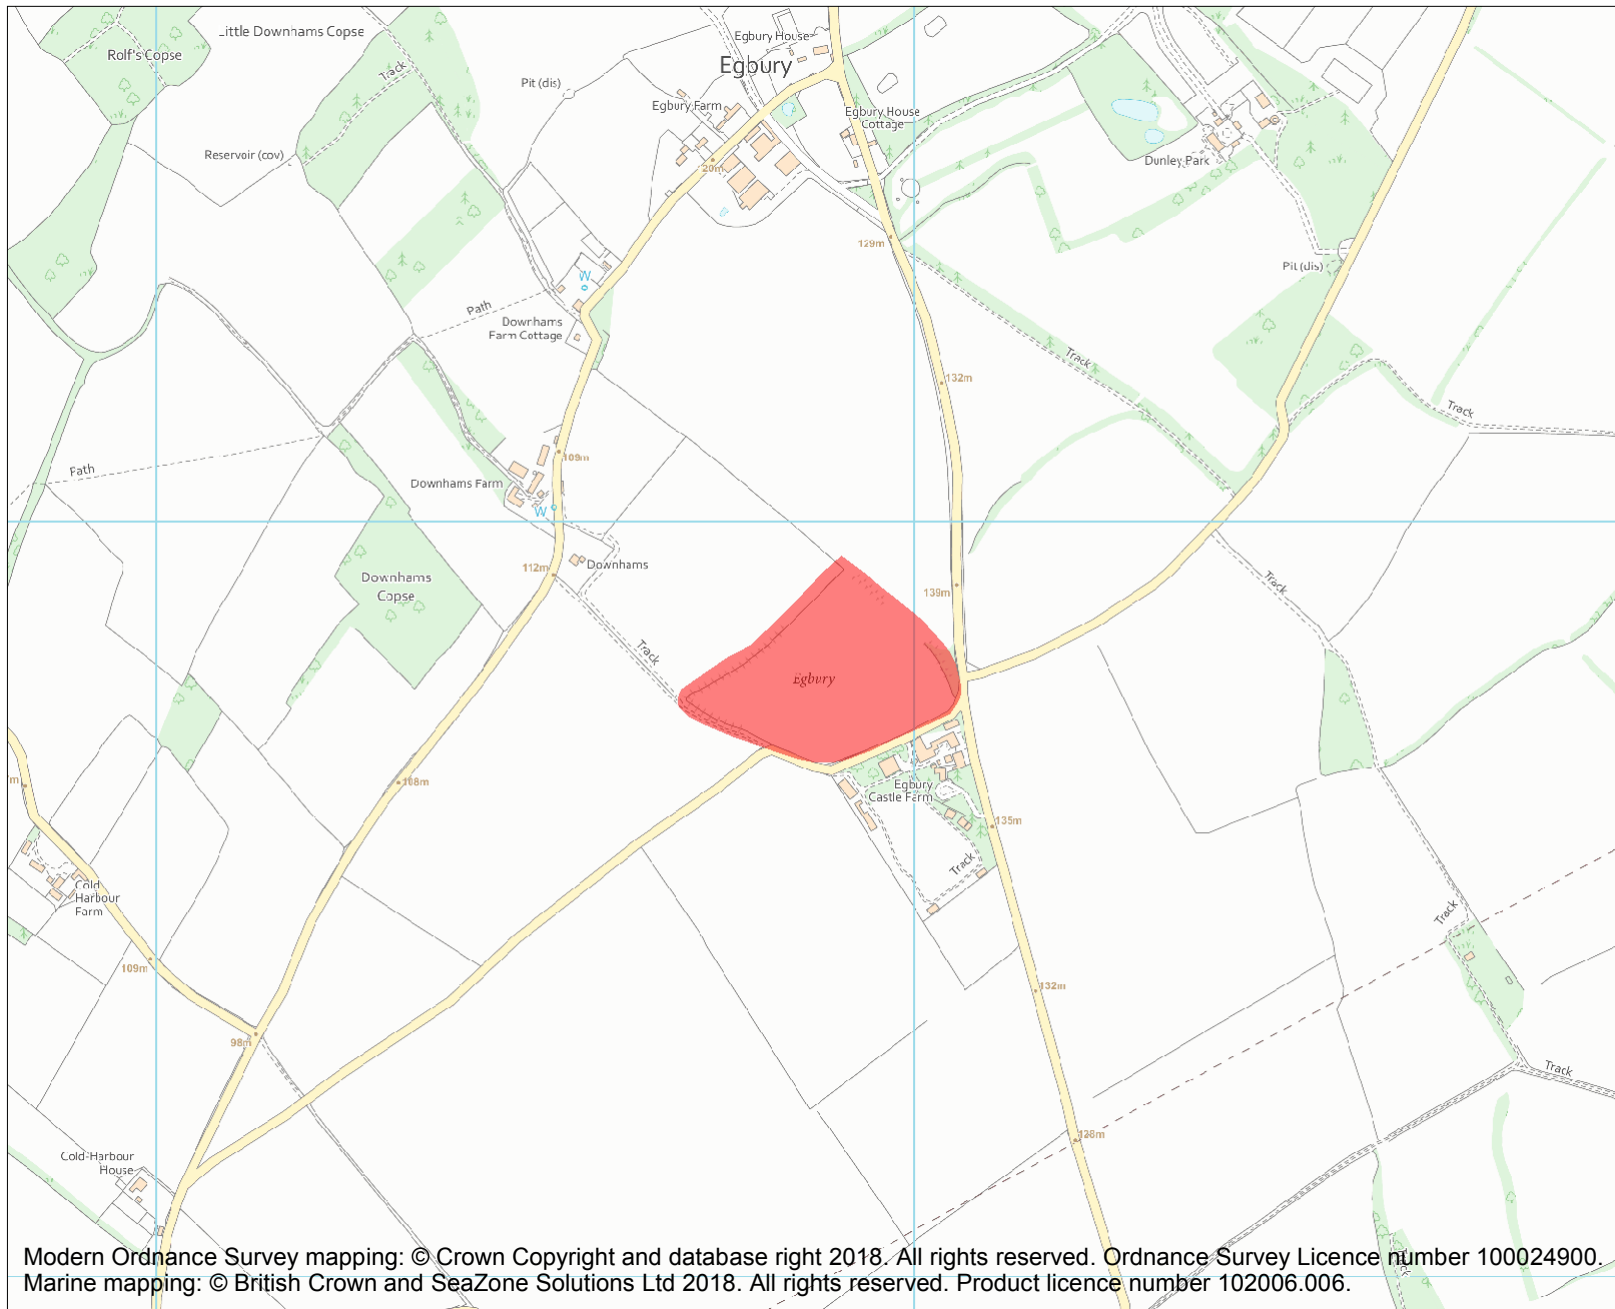 Little Downhams Copse
Rolf's Copse
Track
Egbury House
Egbury
Pit (dis)
Egbury Farm
Egbury House
Cottage
Reservoir (cov)
Dunley Park
129m
Pit (dis)
W
Path
Downhams
Farm Cottage
Track
132m
Track
109m
Path
Downhams Farm
W
Downhams
112m
Downhams
Copse
139m
Track
Track
Egbury
108m
Egbury
Castle Farm
135m
Track
Cold
Harbour
Farm
Track
109m
132m
98m
Track
128m
Cold-Harbour
House
Track
Modern Ordnance Survey mapping: © Crown Copyright and database right 2018. All rights reserved. Ordnance Survey Licence number 100024900.
Marine mapping: © British Crown and SeaZone Solutions Ltd 2018. All rights reserved. Product licence number 102006.006.